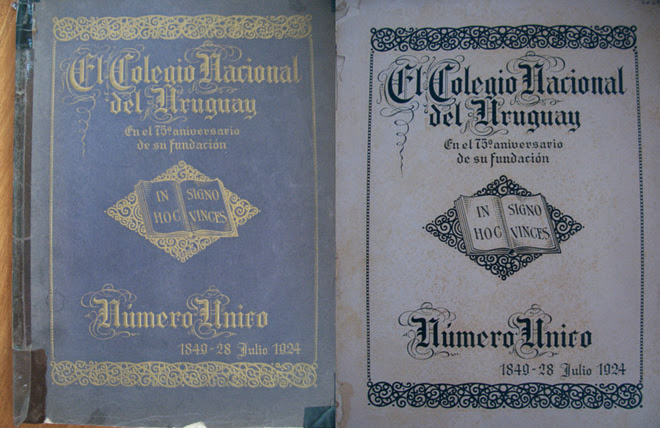 El Colegio Nacional
del Uruguay
En el 75º aniversario
de su fundación
IN HOC
SIGNO VINCES
Número Unico
1849-28 Julio 1924
El Colegio Nacional
del Uruguay
En el 75º aniversario
de su fundación
IN HOC
SIGNO VINCES
Número Unico
1849-28 Julio 1924